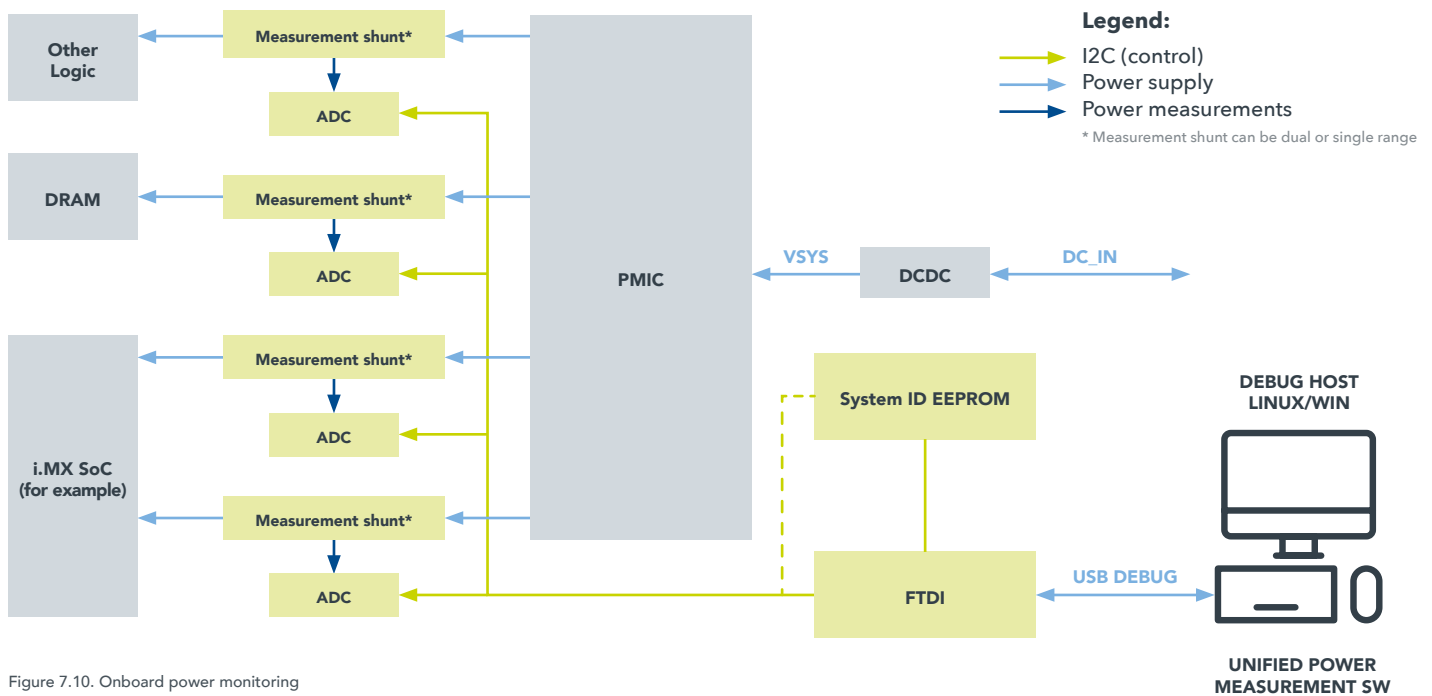 Legend:
I2C (control)
Power supply
Power measurements
* Measurement shunt can be dual or single range
Other
Logic
Measurement shunt*
ADC
DRAM
Measurement shunt*
ADC
PMIC
VSYS
DCDC
DC_IN
i.MX SoC
(for example)
Measurement shunt*
ADC
Measurement shunt*
ADC
System ID EEPROM
FTDI
USB DEBUG
DEBUG HOST
LINUX/WIN
UNIFIED POWER
MEASUREMENT SW
Figure 7.10. Onboard power monitoring